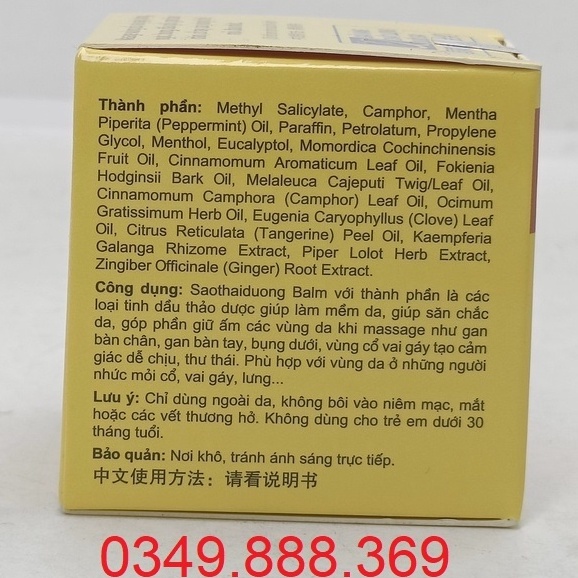 Thành phần: Methyl Salicylate, Camphor, Mentha
Piperita (Peppermint) Oil, Paraffin, Petrolatum, Propylene
Glycol, Menthol, Eucalyptol, Momordica Cochinchinensis
Fruit Oil, Cinnamomum Aromaticum Leaf Oil, Fokienia
Hodginsii Bark Oil, Melaleuca Cajeputi Twig/Leaf Oil,
Cinnamomum Camphora (Camphor) Leaf Oil, Ocimum
Gratissimum Herb Oil, Eugenia Caryophyllus (Clove) Leaf
Oil, Citrus Reticulata (Tangerine) Peel Oil, Kaempferia
Galanga Rhizome Extract, Piper Lolot Herb Extract,
Zingiber Officinale (Ginger) Root Extract.
Công dụng: Saothaiduong Balm với thành phần là các
loại tinh dầu thảo dược giúp làm mềm da, giúp săn chắc
da, góp phần giữ ấm các vùng da khi massage như gan
bàn chân, gan bàn tay, bụng dưới, vùng cổ vai gáy tạo cảm
giác dễ chịu, thư thái. Phù hợp với vùng da ở những người
nhức mỏi cổ, vai gáy, lưng...
Lưu ý: Chỉ dùng ngoài da, không bôi vào niêm mạc, mắt
hoặc các vết thương hở. Không dùng cho trẻ em dưới 30
tháng tuổi.
Bảo quản: Nơi khô, tránh ánh sáng trực tiếp.
中文使用方法：请看说明书
0349.888.369